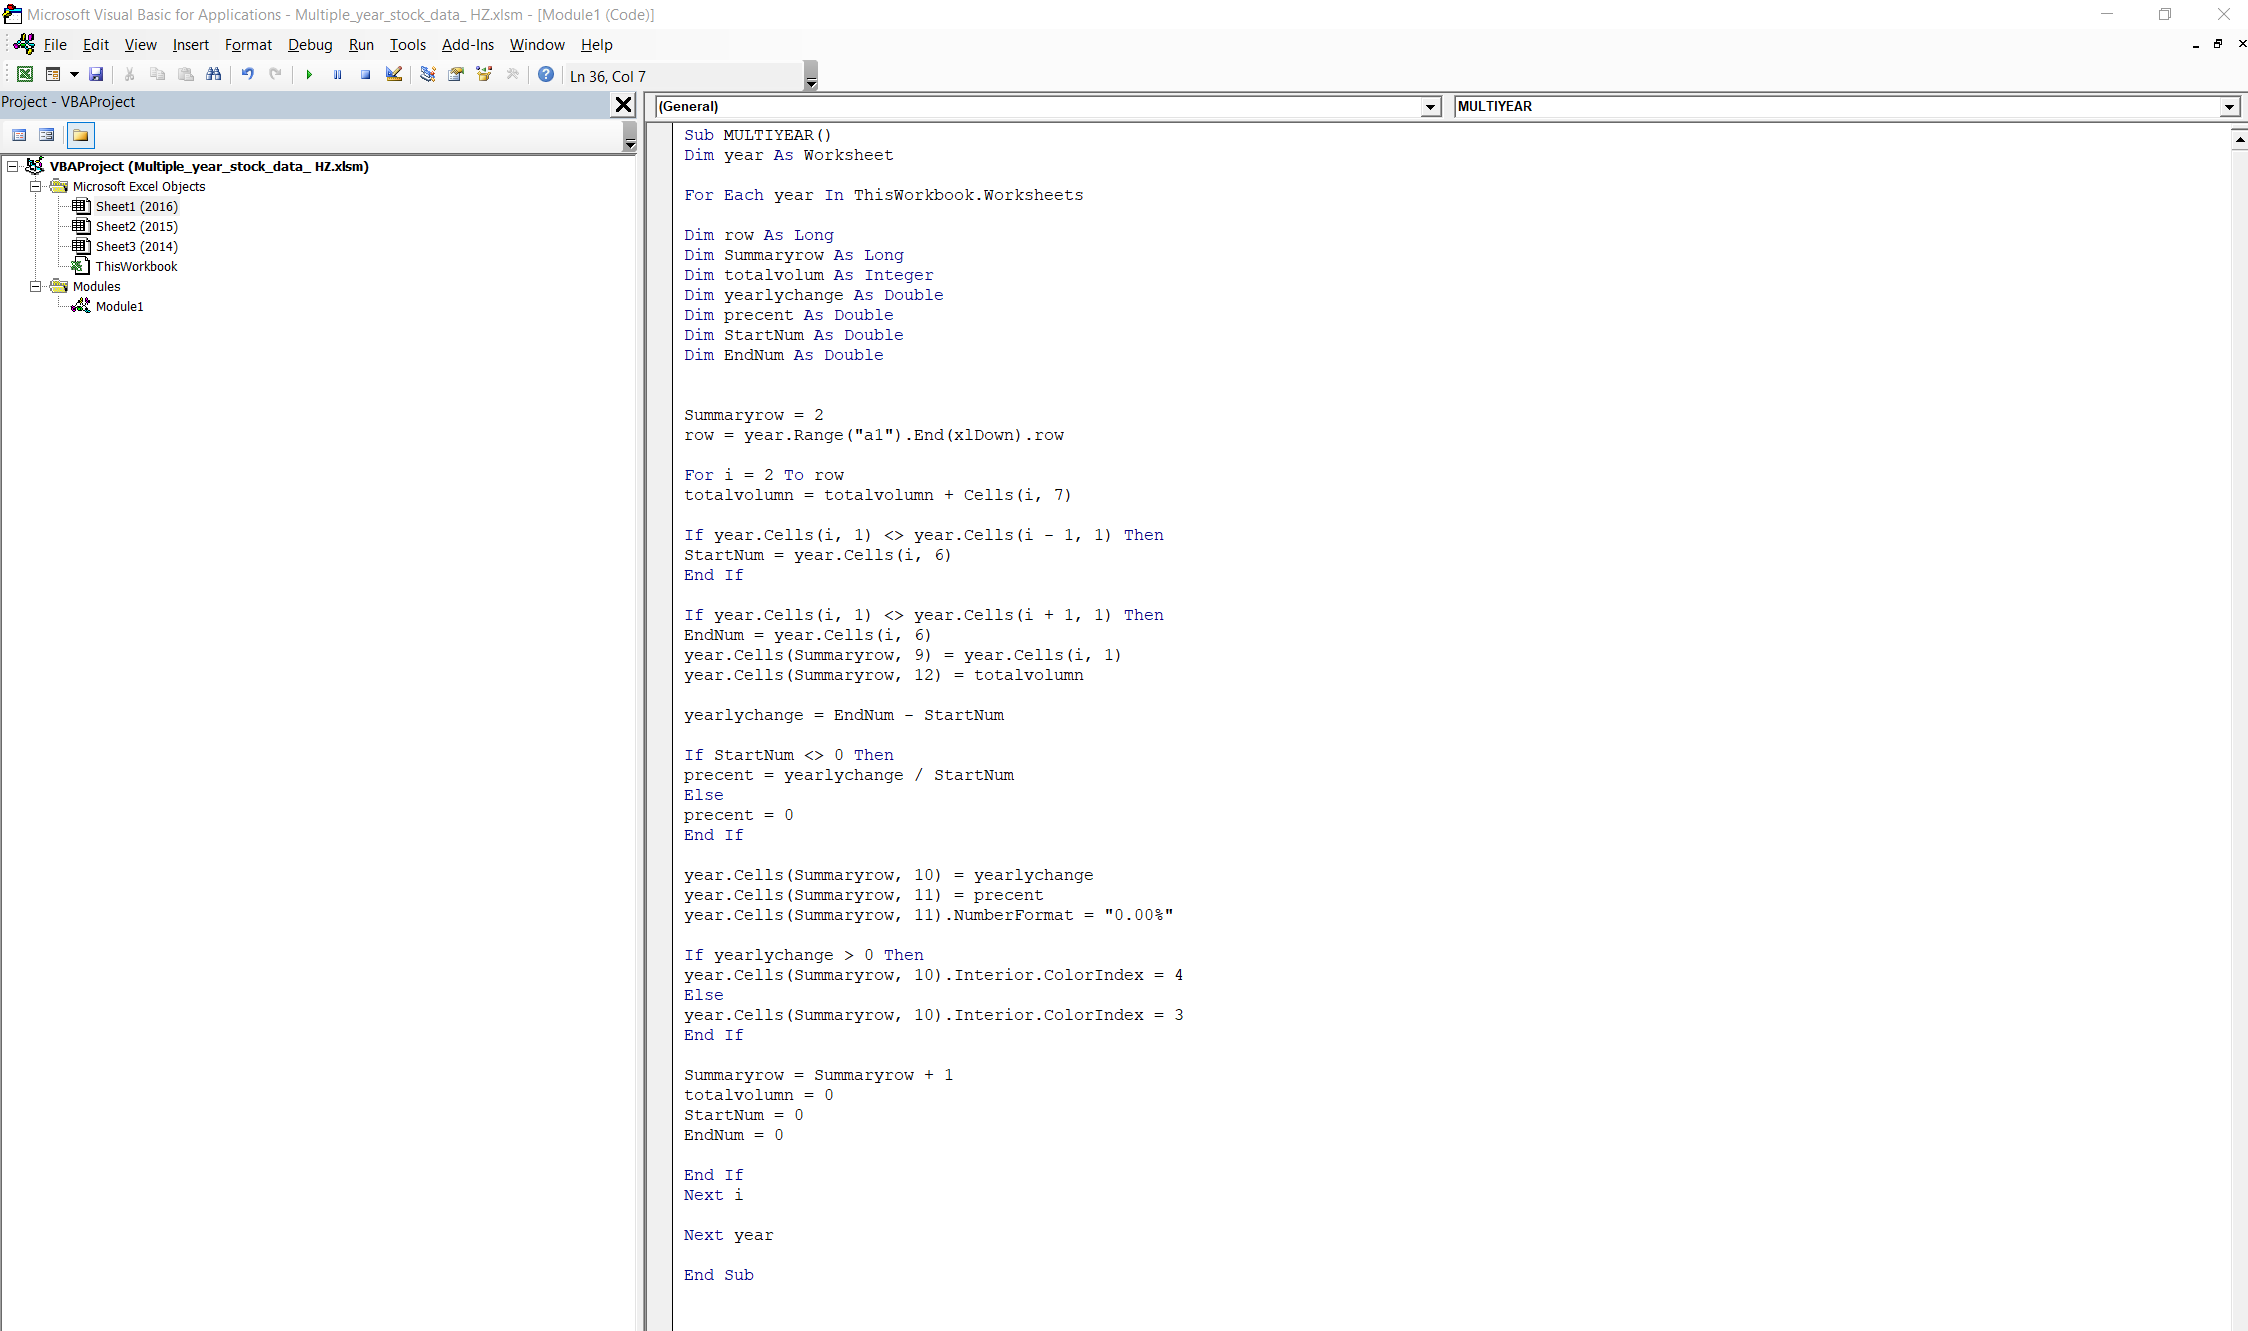 Microsoft Visual Basic for Applications - Multiple_year_stock_data_ HZ.xlsm - [Module1 (Code)]
File Edit View Insert Format Debug Run Tools Add-Ins Window Help
Ln 36, Col 7
Project - VBAProject
VBAProject (Multiple_year_stock_data_ HZ.xlsm)
Microsoft Excel Objects
Sheet1 (2016)
Sheet2 (2015)
Sheet3 (2014)
ThisWorkbook
Modules
Module1
(General)
MULTIYEAR
Sub MULTIYEAR()
Dim year As Worksheet
For Each year In ThisWorkbook.Worksheets
Dim row As Long
Dim Summaryrow As Long
Dim totalvolum As Integer
Dim yearlychange As Double
Dim precent As Double
Dim StartNum As Double
Dim EndNum As Double
Summaryrow = 2
row = year.Range("a1").End(xlDown).row
For i = 2 To row
totalvolumn = totalvolumn + Cells(i, 7)
If year.Cells(i, 1) <> year.Cells(i - 1, 1) Then
StartNum = year.Cells(i, 6)
End If
If year.Cells(i, 1) <> year.Cells(i + 1, 1) Then
EndNum = year.Cells(i, 6)
year.Cells(Summaryrow, 9) = year.Cells(i, 1)
year.Cells(Summaryrow, 12) = totalvolumn
yearlychange = EndNum - StartNum
If StartNum <> 0 Then
precent = yearlychange / StartNum
Else
precent = 0
End If
year.Cells(Summaryrow, 10) = yearlychange
year.Cells(Summaryrow, 11) = precent
year.Cells(Summaryrow, 11).NumberFormat = "0.00%"
If yearlychange > 0 Then
year.Cells(Summaryrow, 10).Interior.ColorIndex = 4
Else
year.Cells(Summaryrow, 10).Interior.ColorIndex = 3
End If
Summaryrow = Summaryrow + 1
totalvolumn = 0
StartNum = 0
EndNum = 0
End If
Next i
Next year
End Sub